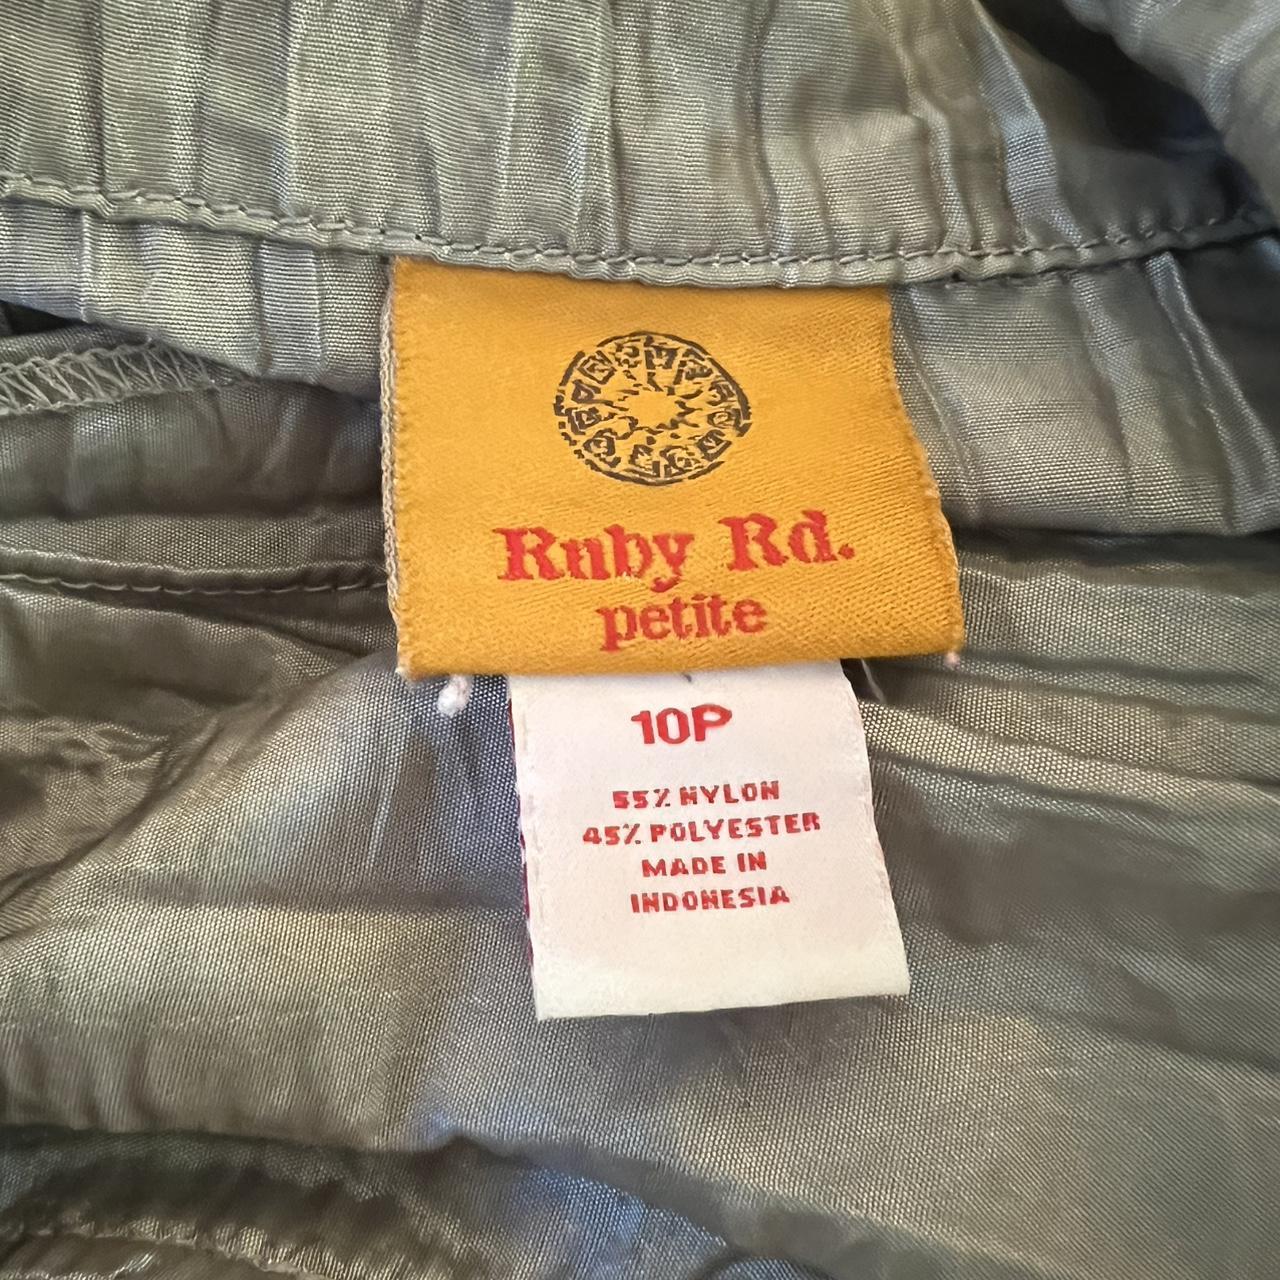 Ruby Rd.
petite
10P
55% NYLON
45% POLYESTER
MADE IN
INDONESIA